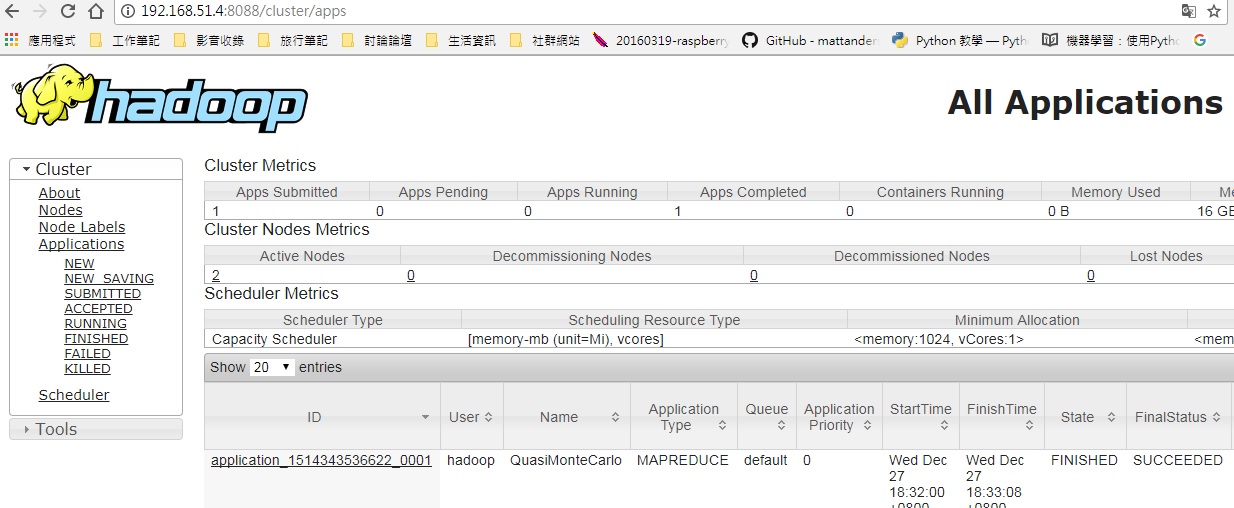 192.168.51.4:8088/cluster/apps
應用程式 工作筆記 影音收錄 旅行筆記 討論論壇 生活資訊 社群網站 20160319-raspberry GitHub - mattander Python 教學 — Pyth 機器學習：使用Pytho
hadoop
All Applications
Cluster
About
Nodes
Node Labels
Applications
NEW
NEW_SAVING
SUBMITTED
ACCEPTED
RUNNING
FINISHED
FAILED
KILLED
Scheduler
Tools
Cluster Metrics
Apps Submitted Apps Pending Apps Running Apps Completed Containers Running Memory Used Me
1 0 0 1 0 0 B 16 GB
Cluster Nodes Metrics
Active Nodes Decommissioning Nodes Decommissioned Nodes Lost Nodes
2 0 0 0
Scheduler Metrics
Scheduler Type Scheduling Resource Type Minimum Allocation
Capacity Scheduler [memory-mb (unit=Mi), vcores] <memory:1024, vCores:1> <mem
Show 20 entries
ID User Name Application Type Queue Application Priority StartTime FinishTime State FinalStatus
application_1514343536622_0001 hadoop QuasiMonteCarlo MAPREDUCE default 0 Wed Dec Wed Dec FINISHED SUCCEEDED
27 27
18:32:00 18:33:08
+0800 +0800